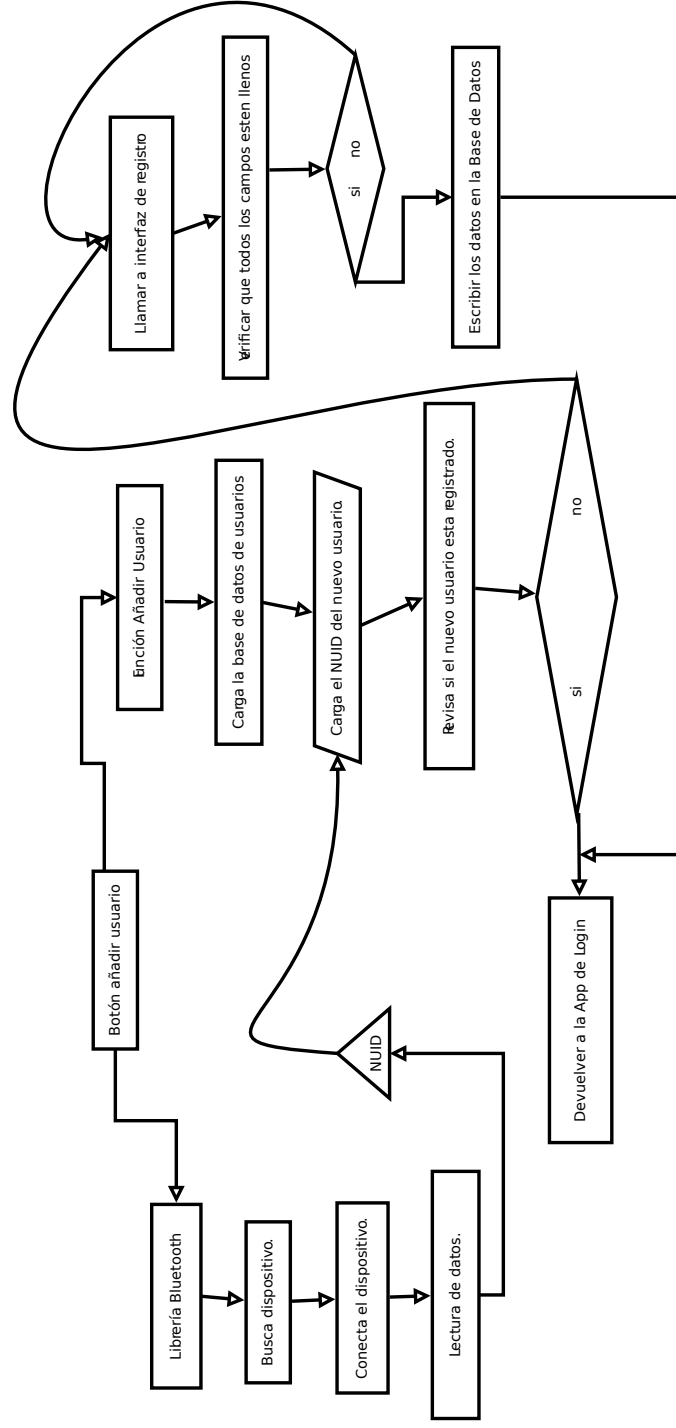 Botón añadir usuario
Librería Bluetooth
Busca dispositivo.
Conecta el dispositivo.
Lectura de datos.
NUID
Función Añadir Usuario
Carga la base de datos de usuarios
Carga el NUID del nuevo usuario.
Revisa si el nuevo usuario esta registrado.
si
no
Devuelver a la App de Login
Llamar a interfaz de registro
Verificar que todos los campos esten llenos
si
no
Escribir los datos en la Base de Datos